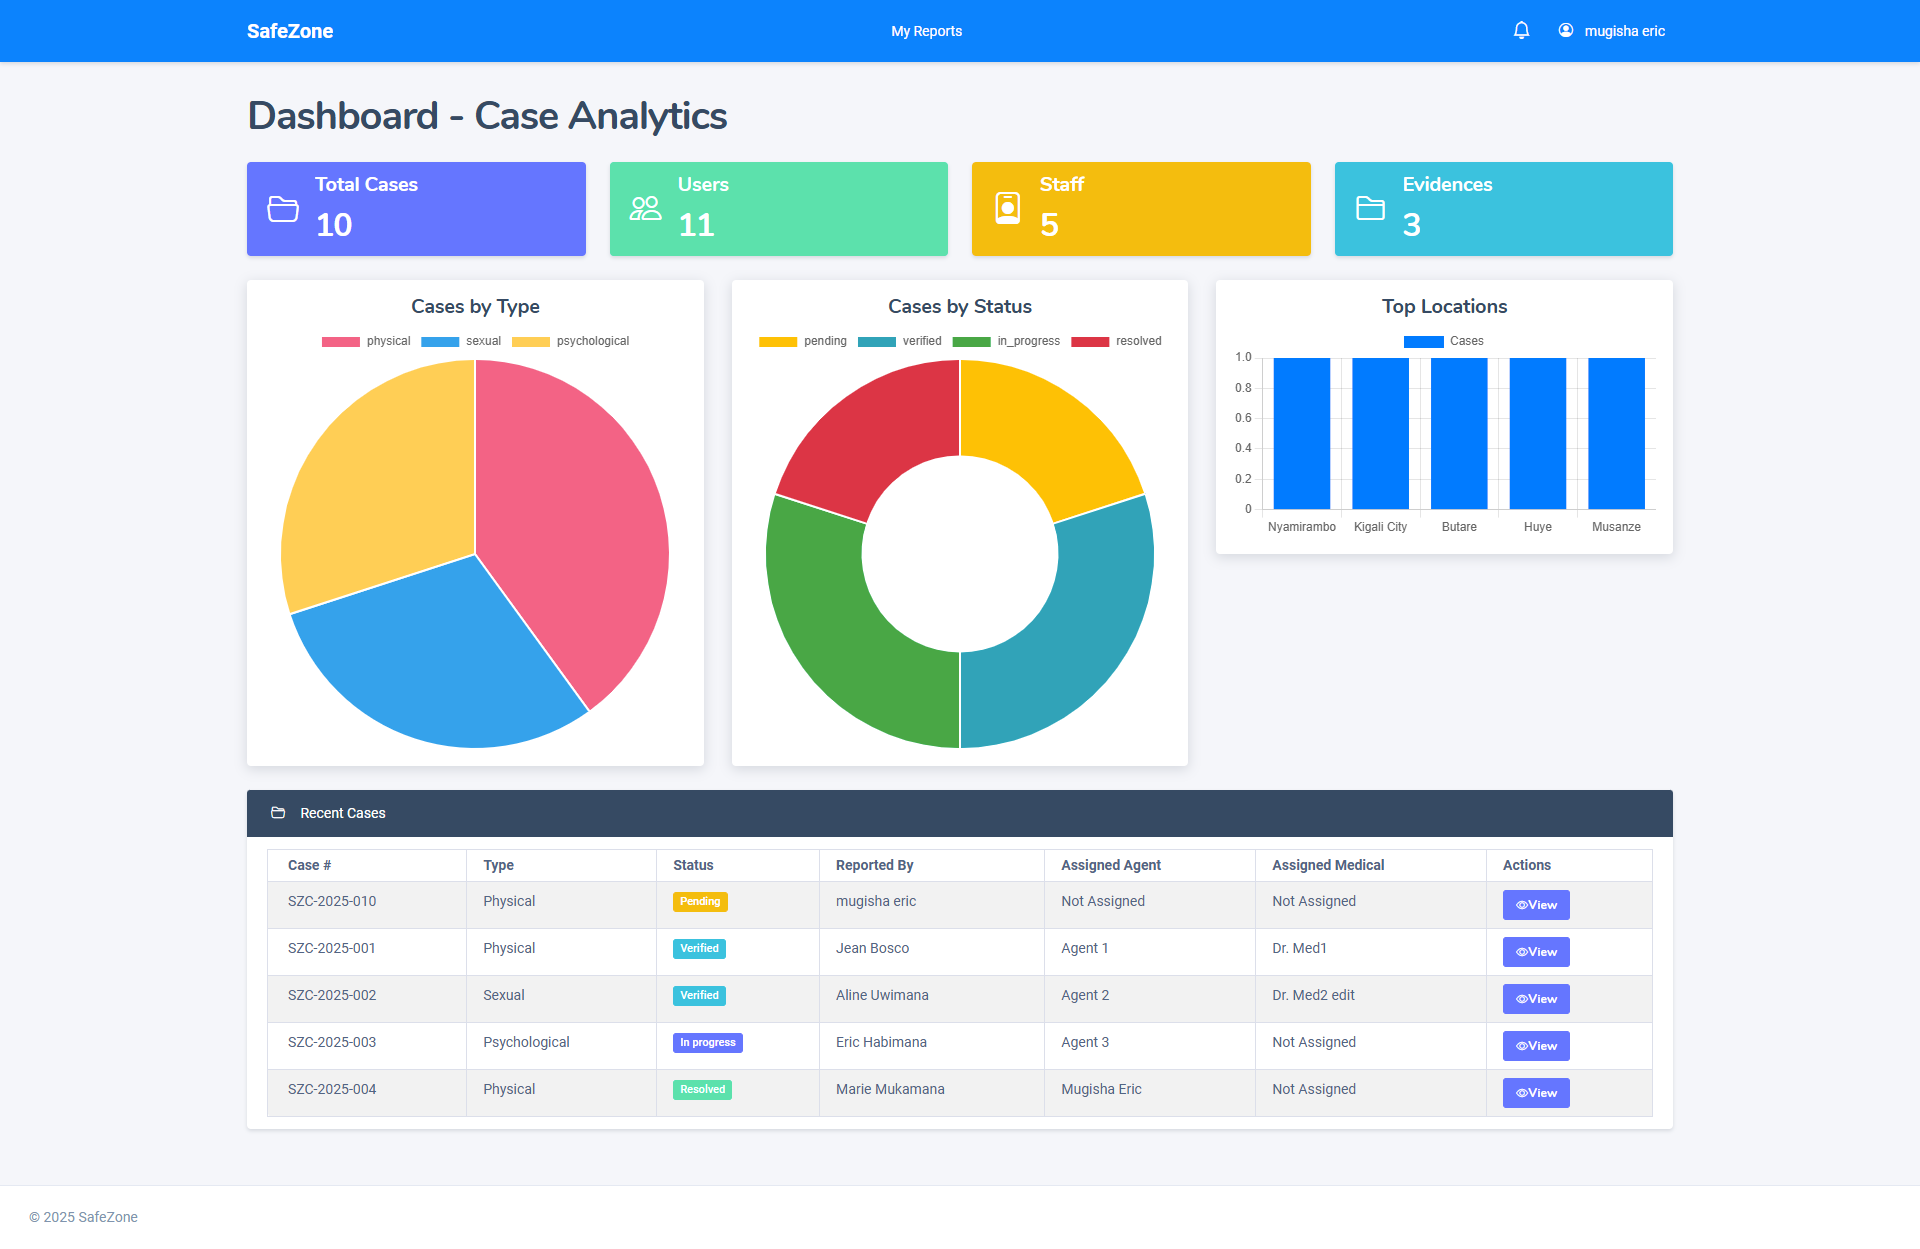 SafeZone
My Reports
mugisha eric
Dashboard - Case Analytics
Total Cases
10
Users
11
Staff
5
Evidences
3
Cases by Type
physical sexual psychological
Cases by Status
pending verified in_progress resolved
Top Locations
Cases
1.0
0.8
0.6
0.4
0.2
0
Nyamirambo Kigali City Butare Huye Musanze
Recent Cases
Case # Type Status Reported By Assigned Agent Assigned Medical Actions
SZC-2025-010 Physical Pending mugisha eric Not Assigned Not Assigned View
SZC-2025-001 Physical Verified Jean Bosco Agent 1 Dr. Med1 View
SZC-2025-002 Sexual Verified Aline Uwimana Agent 2 Dr. Med2 edit View
SZC-2025-003 Psychological In progress Eric Habimana Agent 3 Not Assigned View
SZC-2025-004 Physical Resolved Marie Mukamana Mugisha Eric Not Assigned View
© 2025 SafeZone